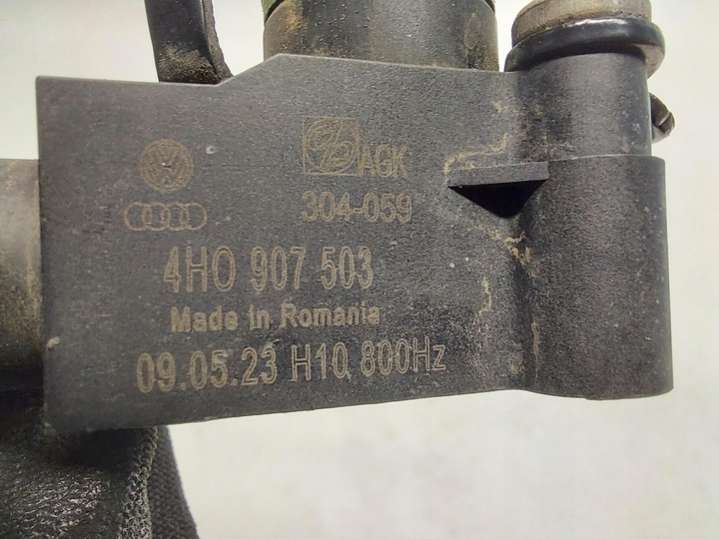 AGK
304-059
4H0 907 503
Made in Romania
09.05.23 H10 800Hz